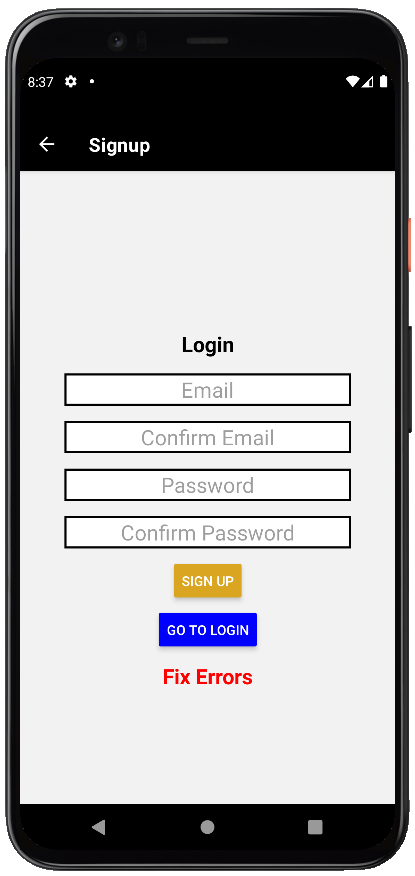 8:37
Signup
Login
Email
Confirm Email
Password
Confirm Password
SIGN UP
GO TO LOGIN
Fix Errors